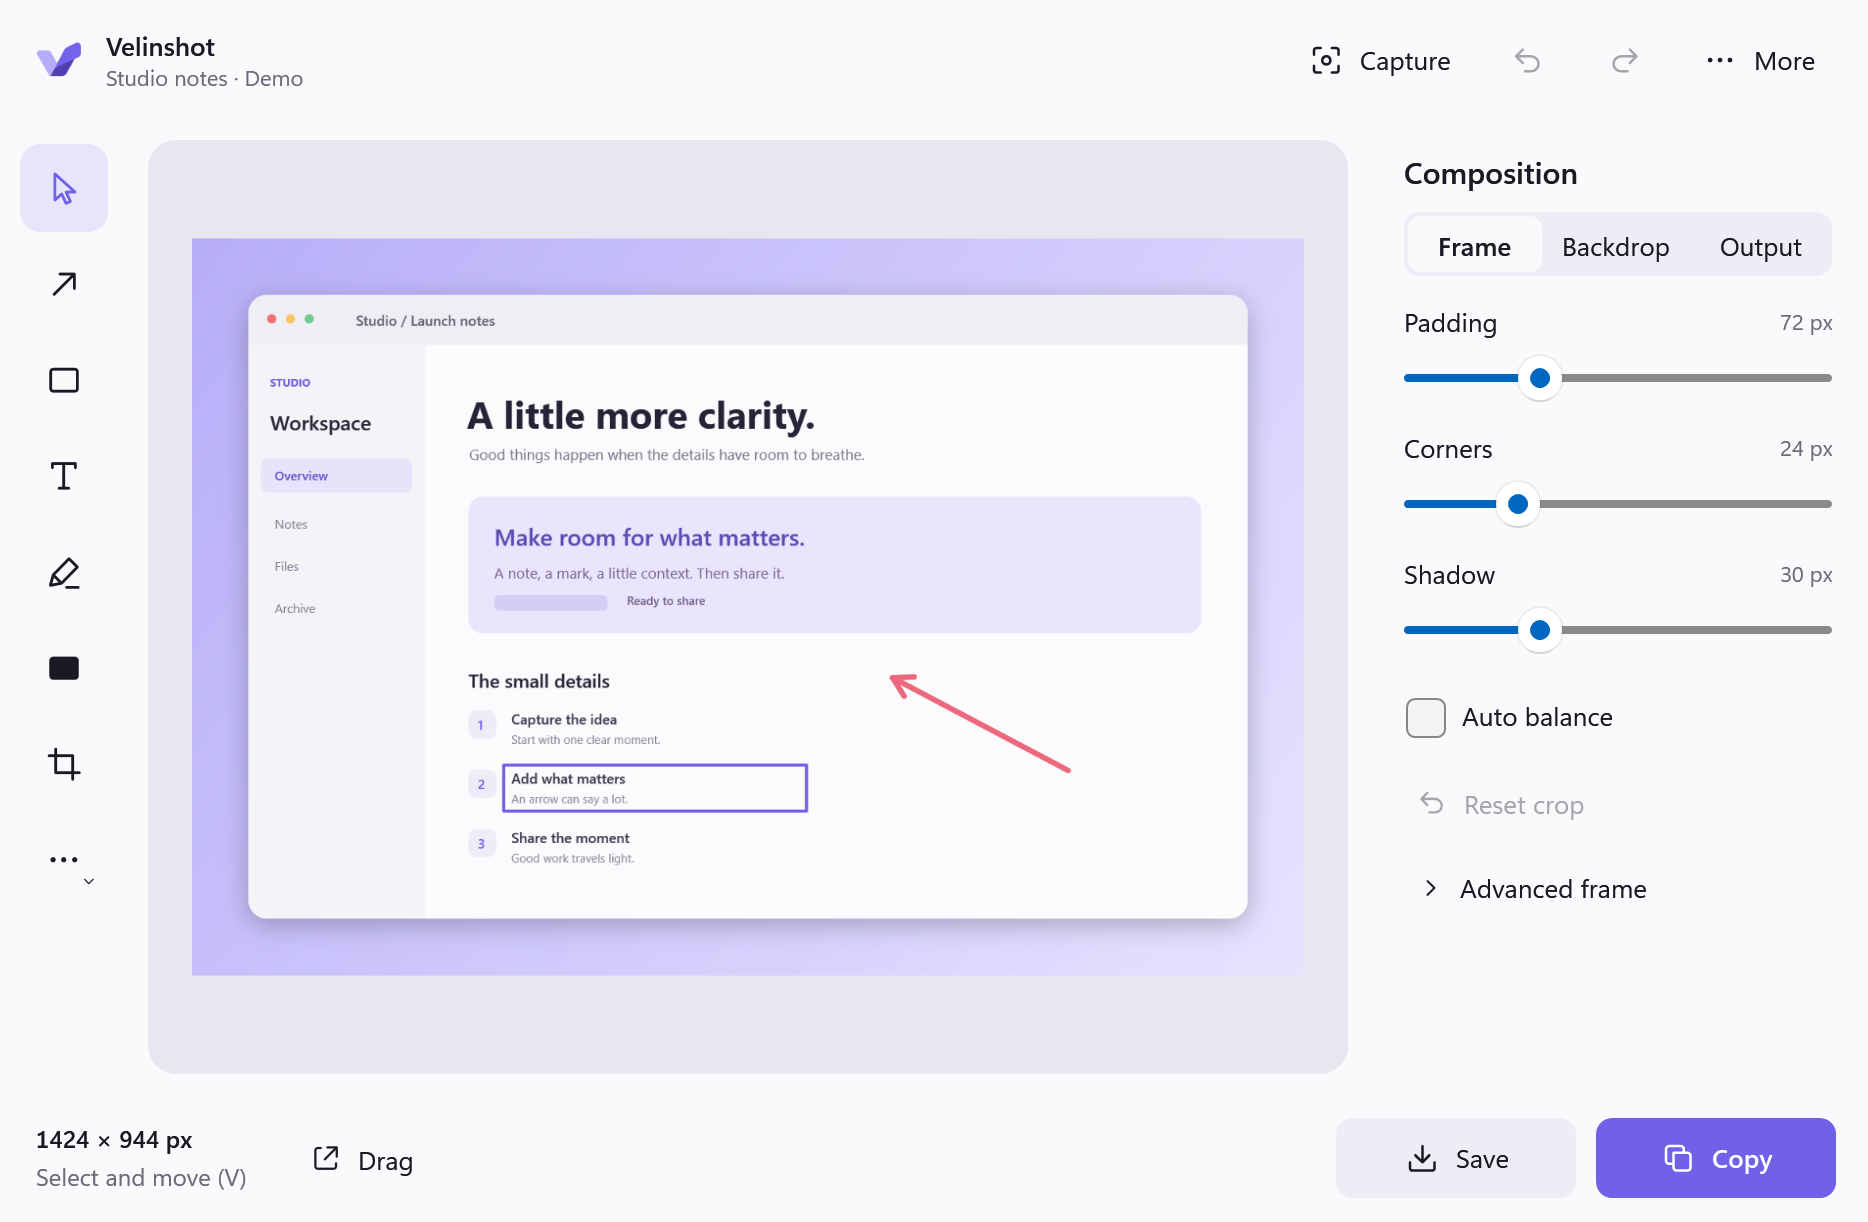 Velinshot
Studio notes · Demo
Capture
More
Composition
Frame Backdrop Output
Padding 72 px
Corners 24 px
Shadow 30 px
Auto balance
Reset crop
Advanced frame
Studio / Launch notes
STUDIO
Workspace
Overview
Notes
Files
Archive
A little more clarity.
Good things happen when the details have room to breathe.
Make room for what matters.
A note, a mark, a little context. Then share it.
Ready to share
The small details
1 Capture the idea
Start with one clear moment.
2 Add what matters
An arrow can say a lot.
3 Share the moment
Good work travels light.
1424 × 944 px
Select and move (V)
Drag
Save
Copy